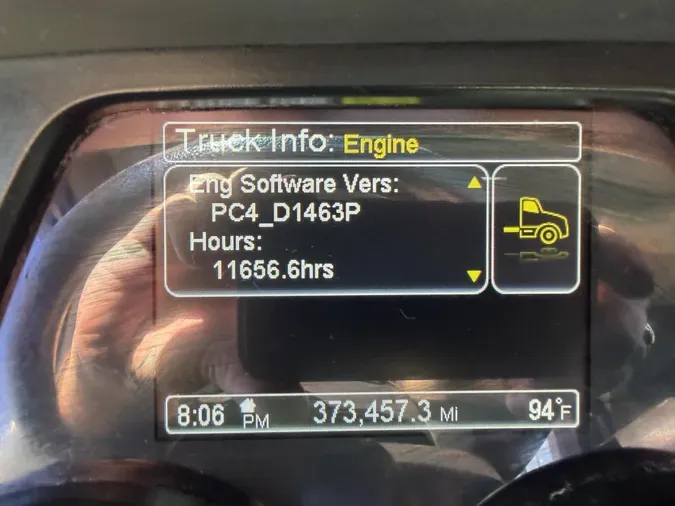 Truck Info: Engine
Eng Software Vers:
PC4_D1463P
Hours:
11656.6hrs
8:06 PM 373,457.3 Mi 94°F